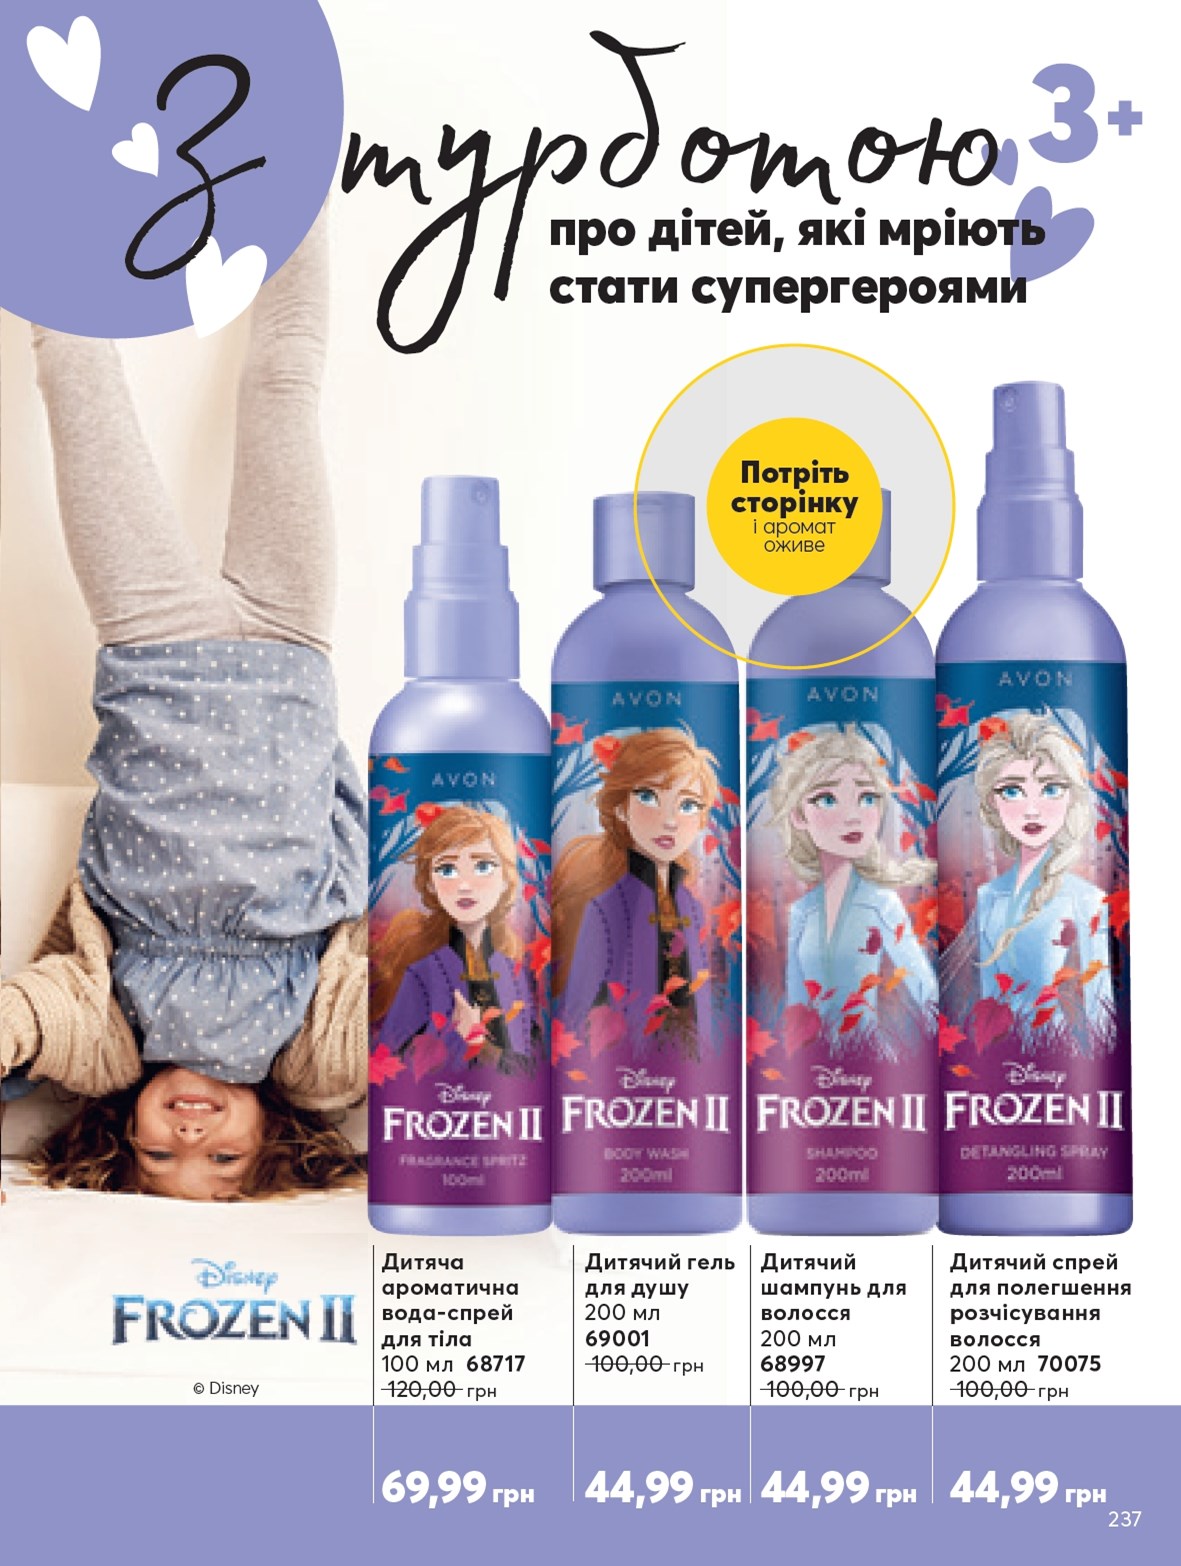 З турботою
3+
про дітей, які мріють
стати супергероями
Потріть
сторінку
і аромат
оживе
AVON
Disney
FROZEN II
FRAGRANCE SPRITZ
100ml
AVON
Disney
FROZEN II
BODY WASH
200ml
AVON
Disney
FROZEN II
SHAMPOO
200ml
AVON
Disney
FROZEN II
DETANGLING SPRAY
200ml
Disney
FROZEN II
© Disney
Дитяча
ароматична
вода-спрей
для тіла
100 мл 68717
120,00 грн
69,99 грн
Дитячий гель
для душу
200 мл
69001
100,00 грн
44,99 грн
Дитячий
шампунь для
волосся
200 мл
68997
100,00 грн
44,99 грн
Дитячий спрей
для полегшення
розчісування
волосся
200 мл 70075
100,00 грн
44,99 грн
237